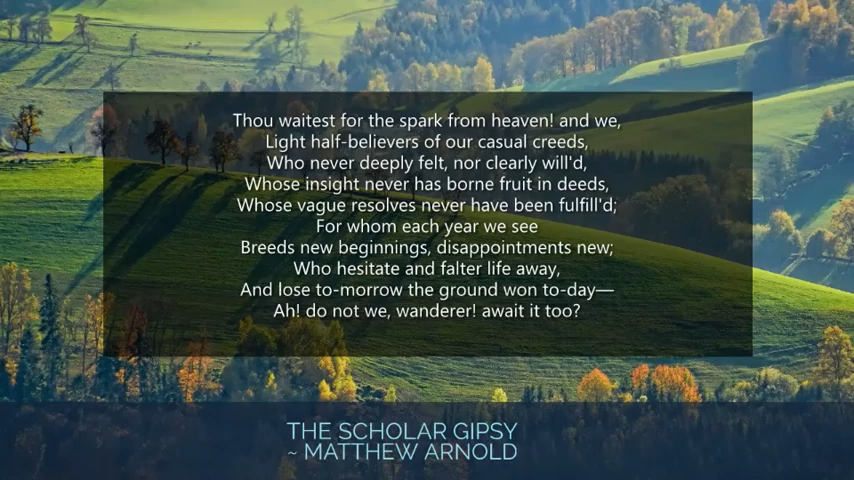 Thou waitest for the spark from heaven! and we,
Light half-believers of our casual creeds,
Who never deeply felt, nor clearly will'd,
Whose insight never has borne fruit in deeds,
Whose vague resolves never have been fulfill'd;
For whom each year we see
Breeds new beginnings, disappointments new;
Who hesitate and falter life away,
And lose to-morrow the ground won to-day—
Ah! do not we, wanderer! await it too?
THE SCHOLAR GIPSY
~ MATTHEW ARNOLD